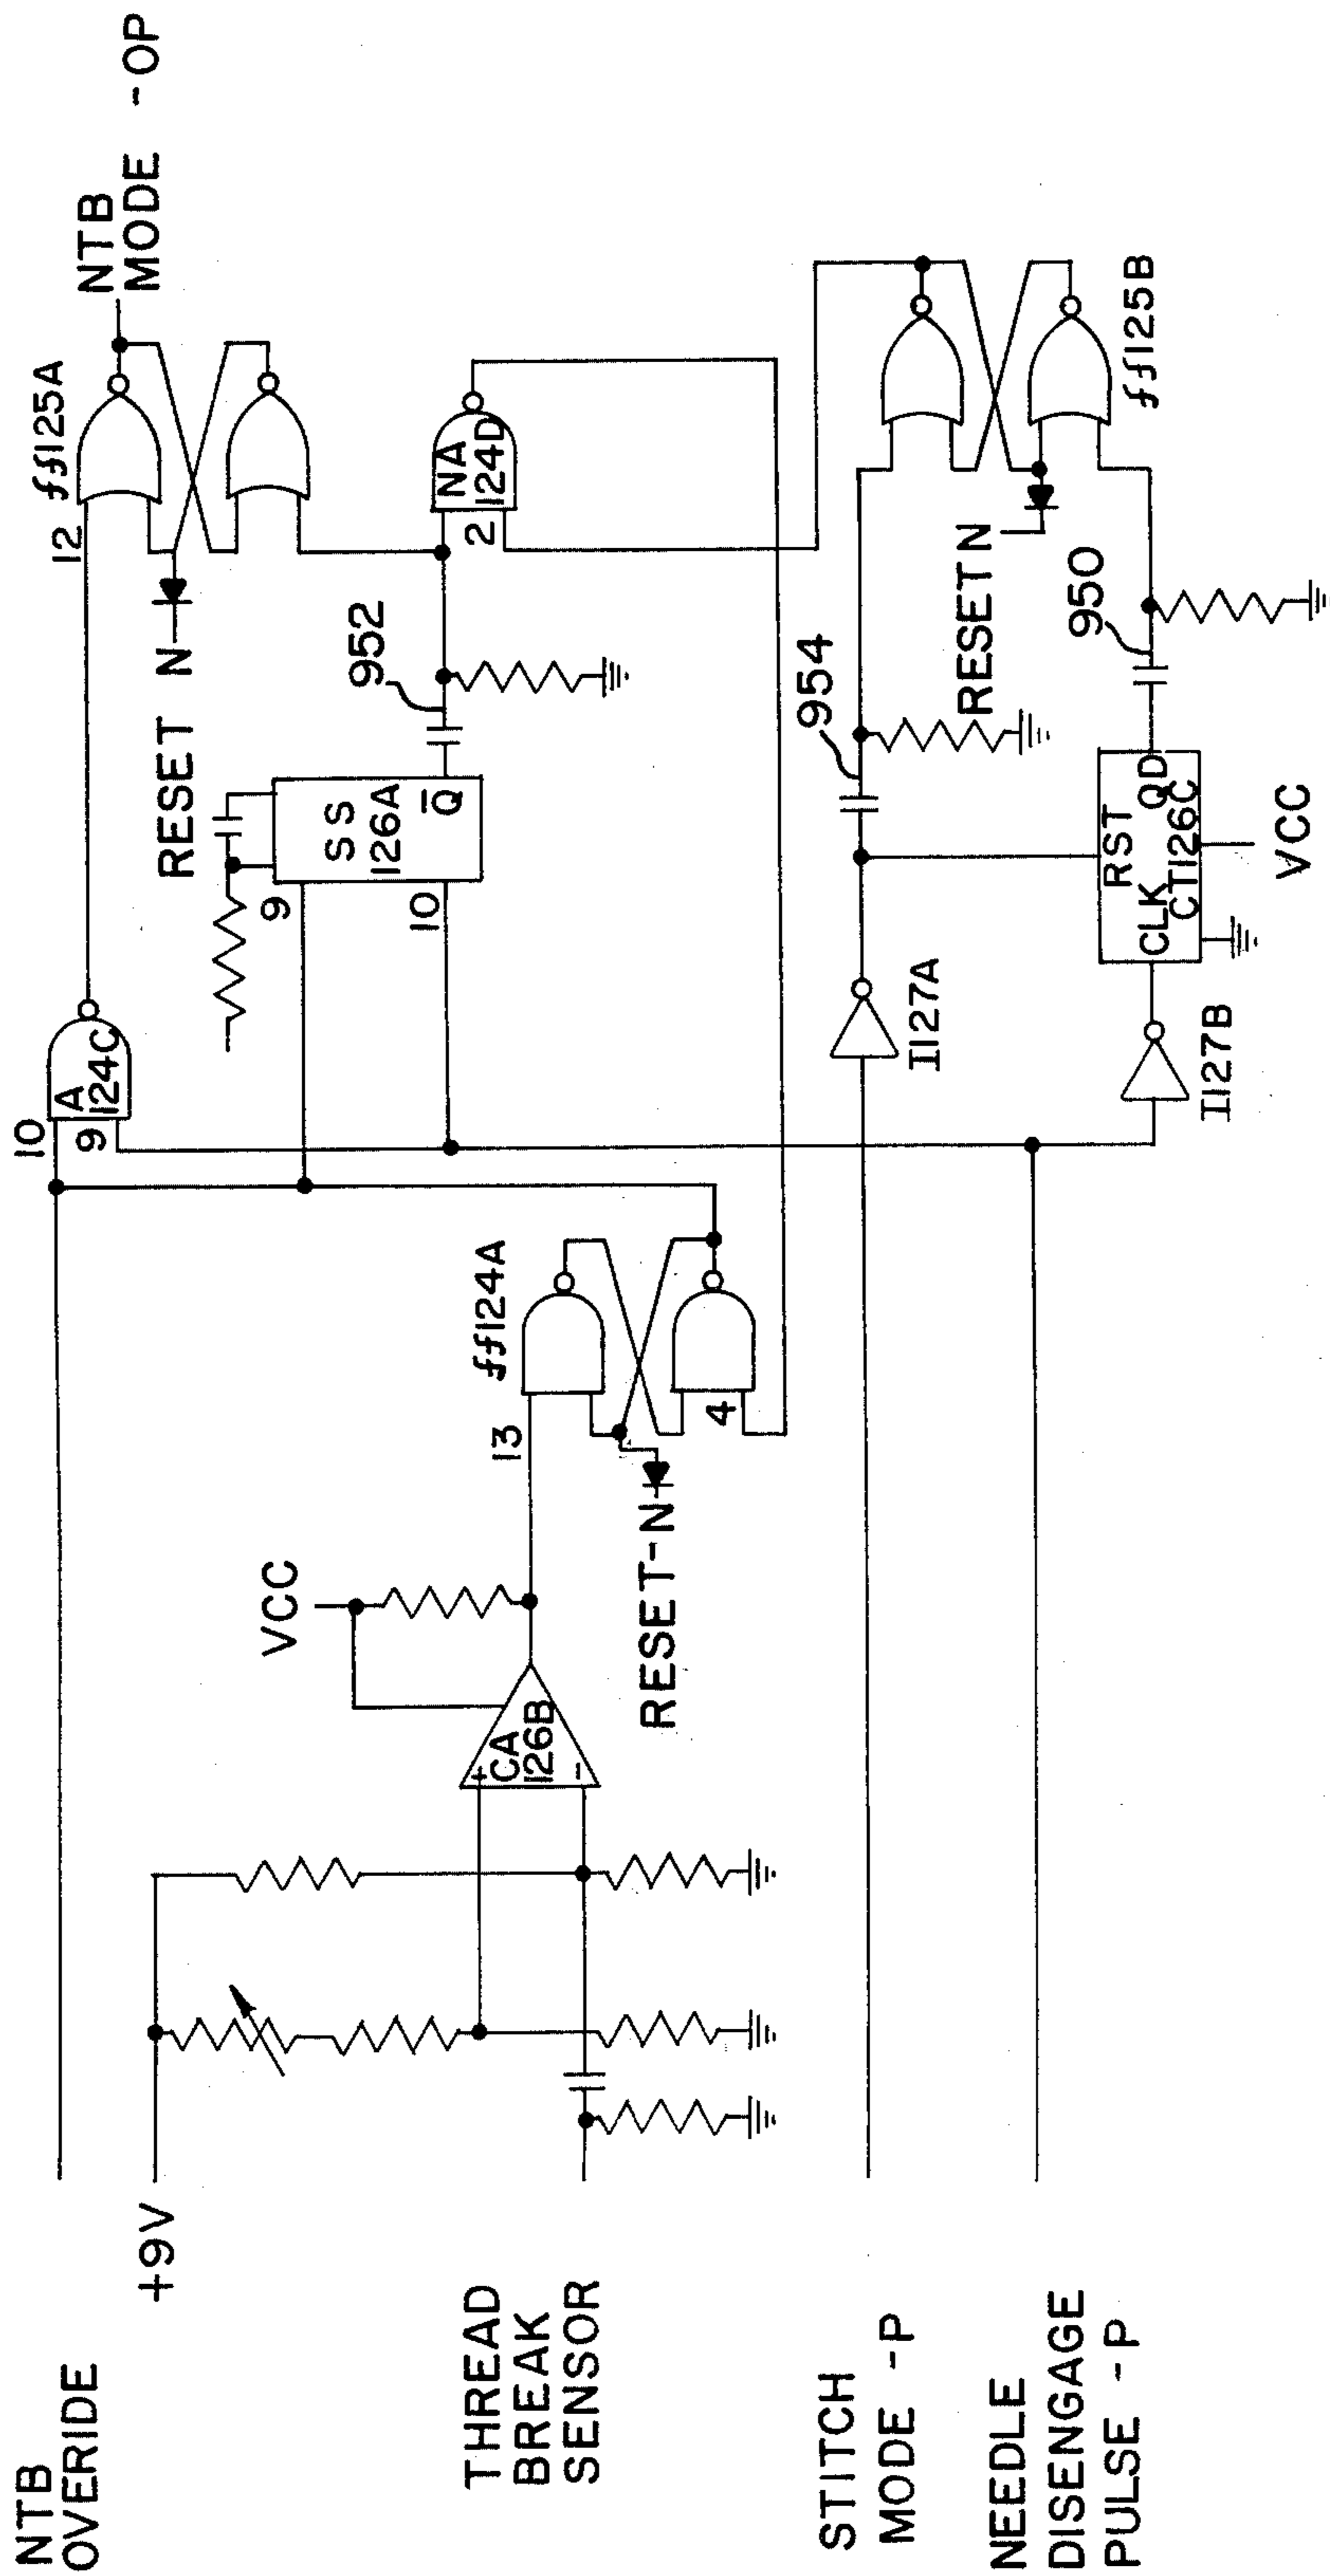 NTB
OVERIDE
+9V
THREAD
BREAK
SENSOR
STITCH
MODE -P
NEEDLE
DISENGAGE
PULSE -P
+
CA
126B
-
VCC
13
ff124A
4
RESET-N
10
9
A
124C
9
10
SS
126A
Q̅
952
RESET N
12
ff125A
NTB
MODE -OP
NA
124D
2
I127A
I127B
954
RST
CLK
QD
CT126C
VCC
950
RESET N
ff125B